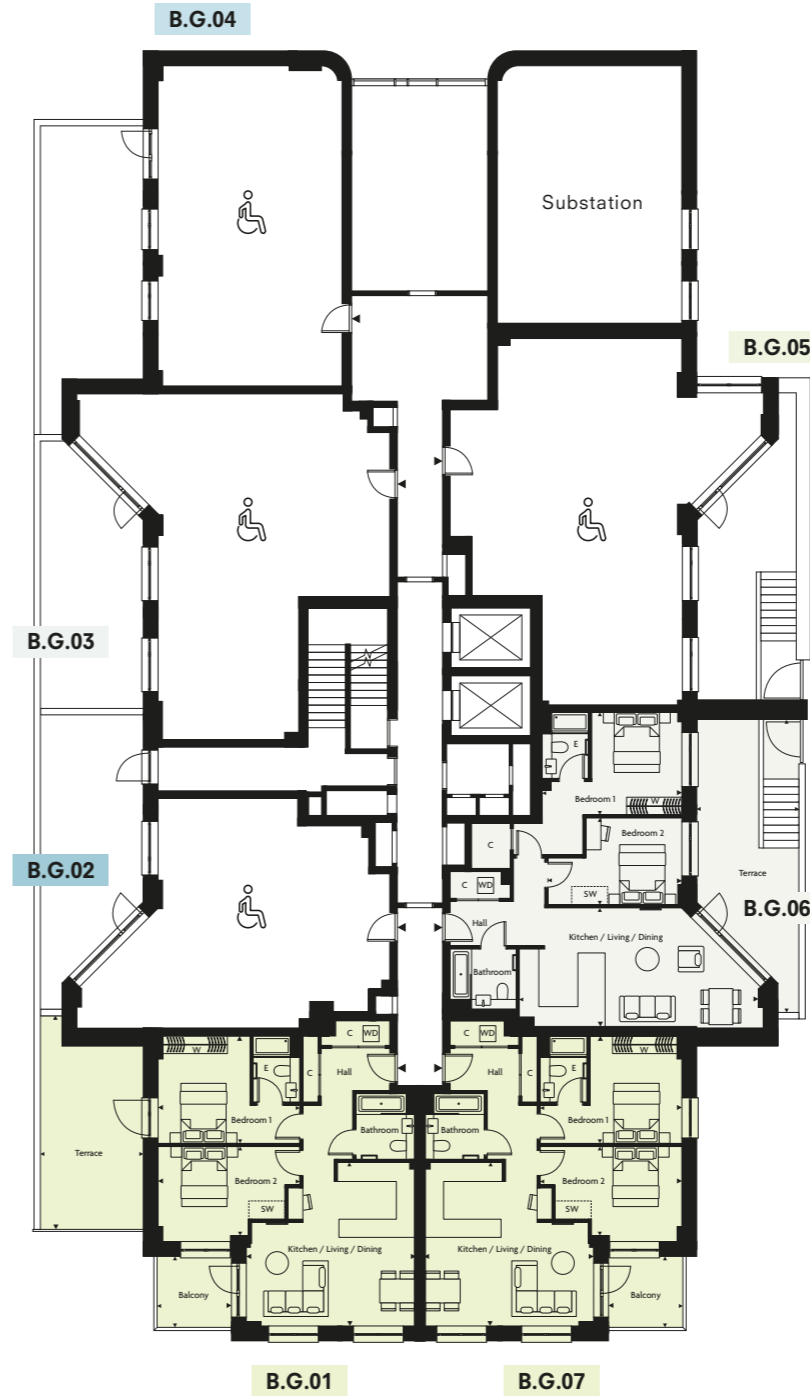 B.G.04
Substation
B.G.05
B.G.03
E
Bedroom 1
W
Bedroom 2
C
C
WD
SW
Terrace
B.G.02
B.G.06
Hall
Kitchen / Living / Dining
Bathroom
C
WD
C
WD
W
E
C
Hall
Hall
C
E
W
Bedroom 1
Bathroom
Bathroom
Bedroom 1
Terrace
Bedroom 2
Bedroom 2
SW
SW
Kitchen / Living / Dining
Kitchen / Living / Dining
Balcony
Balcony
B.G.01
B.G.07